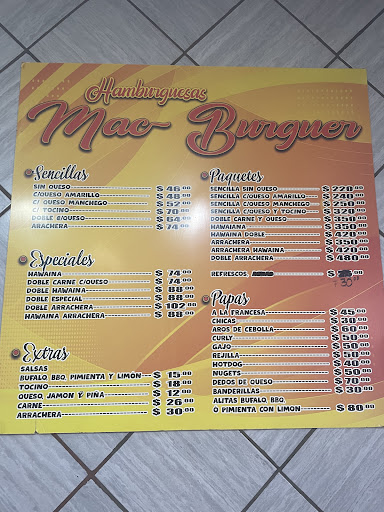 Hamburguesas
Mac Burguer
Sencillas
SIN QUESO $ 46.00
C/QUESO AMARILLO $ 48.00
C/ QUESO MANCHEGO $ 52.00
C/ TOCINO $ 70.00
DOBLE C/QUESO $ 64.00
ARACHERA $ 74.00
Especiales
HAWAINA $ 74.00
DOBLE CARNE C/QUESO $ 74.00
DOBLE HAWAINA $ 88.00
DOBLE ESPECIAL $ 88.00
DOBLE ARRACHERA $ 102.00
HAWAINA ARRACHERA $ 88.00
Extras
SALSAS
BUFALO, BBQ, PIMIENTA Y LIMON $ 15.00
TOCINO $ 18.00
QUESO, JAMON Y PIÑA $ 12.00
CARNE $ 26.00
ARRACHERA $ 30.00
Paquetes
SENCILLA SIN QUESO $ 220.00
SENCILLA C/QUESO AMARILLO $ 240.00
SENCILLA C/QUESO MANCHEGO $ 250.00
SENCILLA C/QUESO Y TOCINO $ 320.00
DOBLE CARNE Y QUESO $ 350.00
HAWAIANA $ 350.00
HAWAINA DOBLE $ 420.00
ARRACHERA $ 350.00
ARRACHERA HAWAINA $ 420.00
DOBLE ARRACHERA $ 480.00
REFRESCOS $ 30.00
Papas
A LA FRANCESA $ 45.00
CHICAS $ 30.00
AROS DE CEBOLLA $ 60.00
CURLY $ 50.00
GAJO $ 50.00
REJILLA $ 50.00
HOTDOG $ 40.00
NUGETS $ 50.00
DEDOS DE QUESO $ 70.00
BANDERILLAS $ 30.00
ALITAS BUFALO, BBQ,
O PIMIENTA CON LIMON $ 80.00